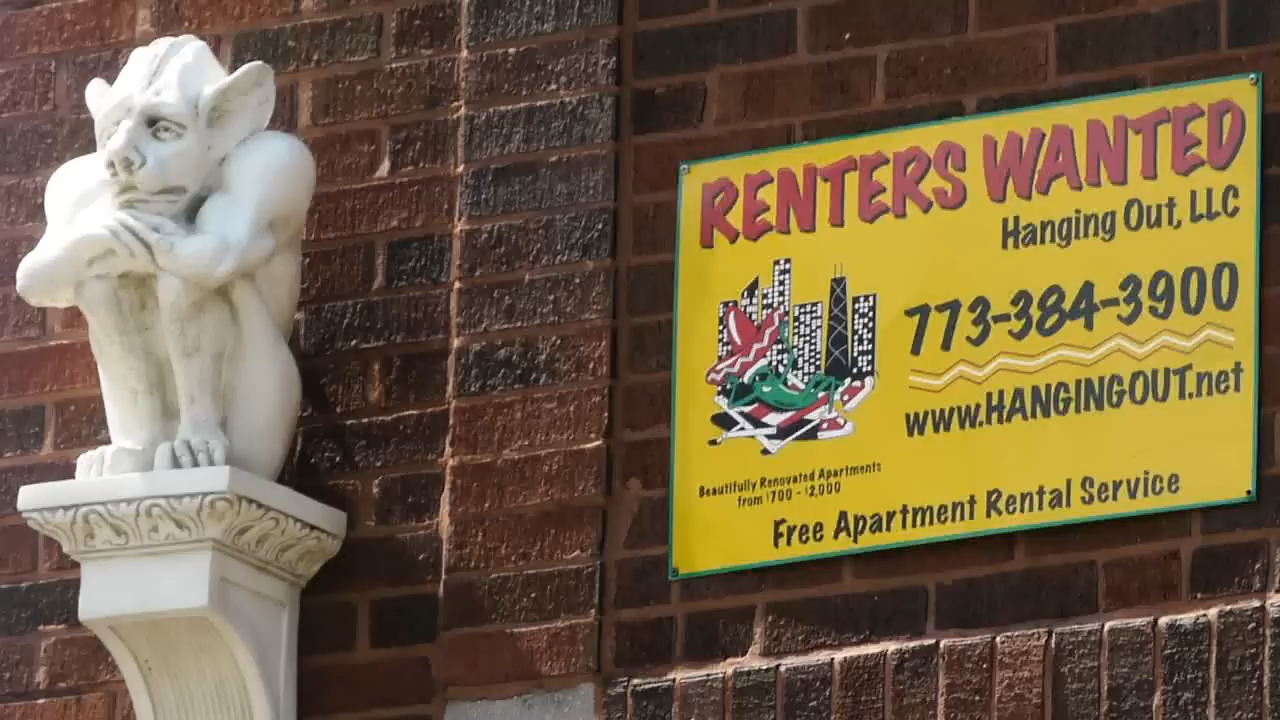 RENTERS WANTED
Hanging Out, LLC
773-384-3900
www.HANGINGOUT.net
Beautifully Renovated Apartments
from $700 - $2,000
Free Apartment Rental Service